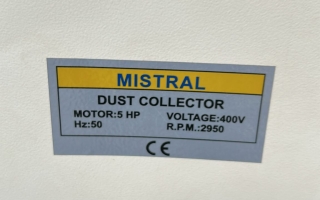 MISTRAL
DUST COLLECTOR
MOTOR:5 HP VOLTAGE:400V
Hz:50 R.P.M.:2950
CE